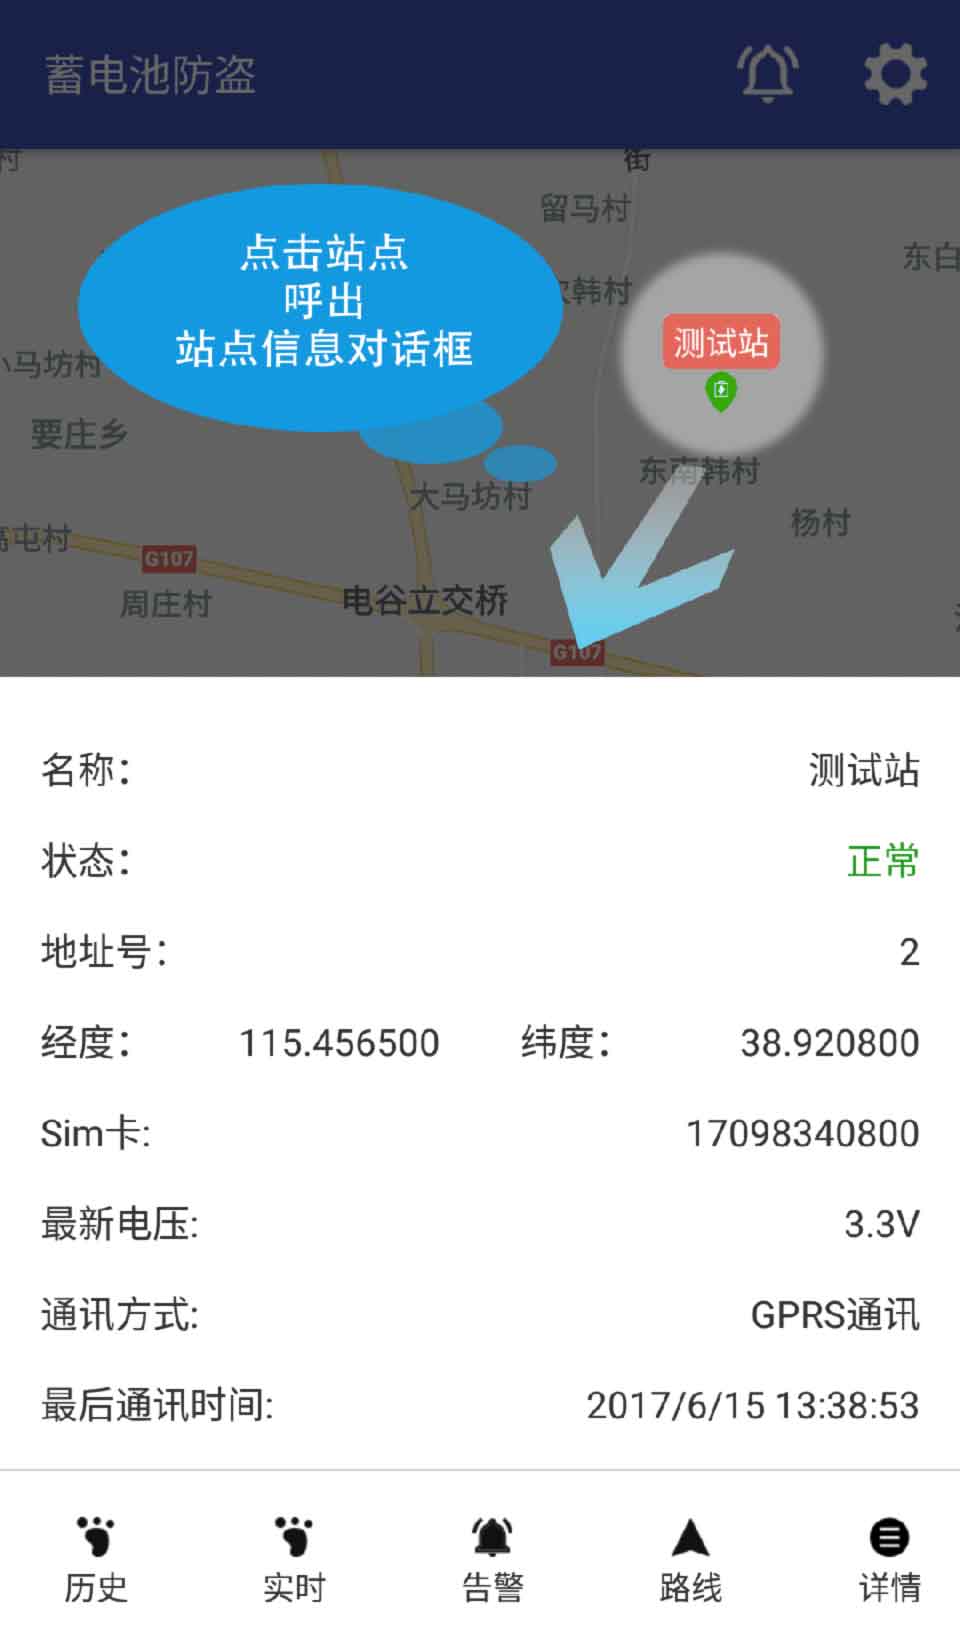 蓄电池防盗
村
街
留马村
东白
韩村
点击站点
呼出
站点信息对话框
测试站
小马坊村
要庄乡
东南韩村
大马坊村
杨村
高屯村
G107
周庄村
电谷立交桥
G107
名称：
测试站
状态：
正常
地址号：
2
经度： 115.456500 纬度： 38.920800
Sim卡:
17098340800
最新电压:
3.3V
通讯方式:
GPRS通讯
最后通讯时间:
2017/6/15 13:38:53
历史 实时 告警 路线 详情